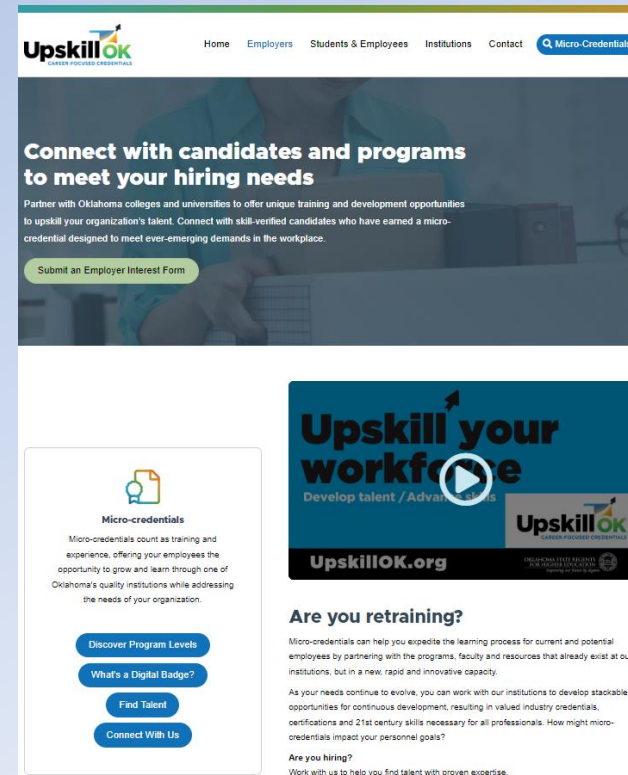 UpskillOK
CAREER-FOCUSED CREDENTIALS
Home Employers Students & Employees Institutions Contact Micro-Credentials
Connect with candidates and programs
to meet your hiring needs
Partner with Oklahoma colleges and universities to offer unique training and development opportunities
to upskill your organization's talent. Connect with skill-verified candidates who have earned a micro-
credential designed to meet ever-emerging demands in the workplace.
Submit an Employer Interest Form
Micro-credentials
Micro-credentials count as training and
experience, offering your employees the
opportunity to grow and learn through one of
Oklahoma's quality institutions while addressing
the needs of your organization.
Discover Program Levels
What's a Digital Badge?
Find Talent
Connect With Us
Upskill your
workforce
Develop talent / Advance skills
UpskillOK
CAREER-FOCUSED CREDENTIALS
UpskillOK.org
OKLAHOMA STATE REGENTS
FOR HIGHER EDUCATION
Are you retraining?
Micro-credentials can help you expedite the learning process for current and potential
employees by partnering with the programs, faculty and resources that already exist at ou
institutions, but in a new, rapid and innovative capacity.
As your needs continue to evolve, you can work with our institutions to develop stackable
opportunities for continuous development, resulting in valued industry credentials,
certifications and 21st century skills necessary for all professionals. How might micro-
credentials impact your personnel goals?
Are you hiring?
Work with us to help you find talent with proven expertise.